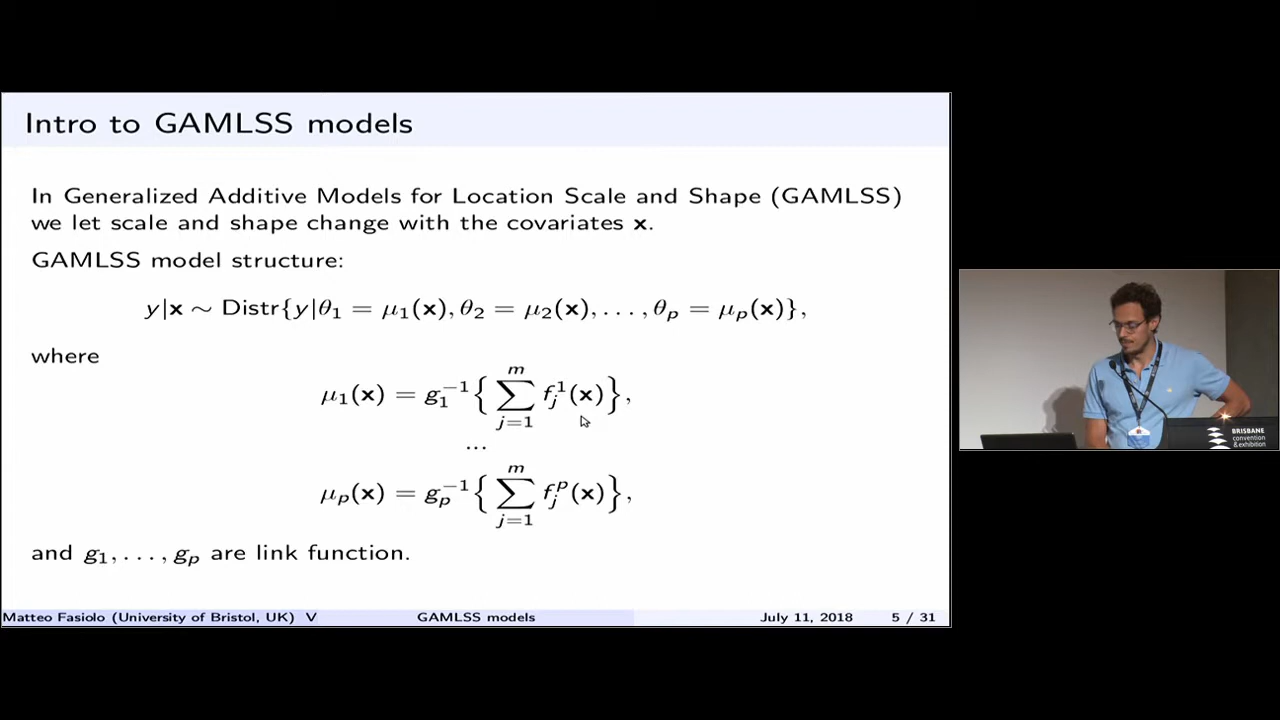 Intro to GAMLSS models
In Generalized Additive Models for Location Scale and Shape (GAMLSS)
we let scale and shape change with the covariates x.
GAMLSS model structure:
y|x ∼ Distr{y|θ₁ = μ₁(x), θ₂ = μ₂(x), . . . , θₚ = μₚ(x)},
where
μ₁(x) = g₁⁻¹{ ∑ⱼ₌₁ᵐ fⱼ¹(x)},
...
μₚ(x) = gₚ⁻¹{ ∑ⱼ₌₁ᵐ fⱼᵖ(x)},
and g₁, . . . , gₚ are link function.
Matteo Fasiolo (University of Bristol, UK) V GAMLSS models July 11, 2018 5 / 31
BRISBANE
convention
& exhibition